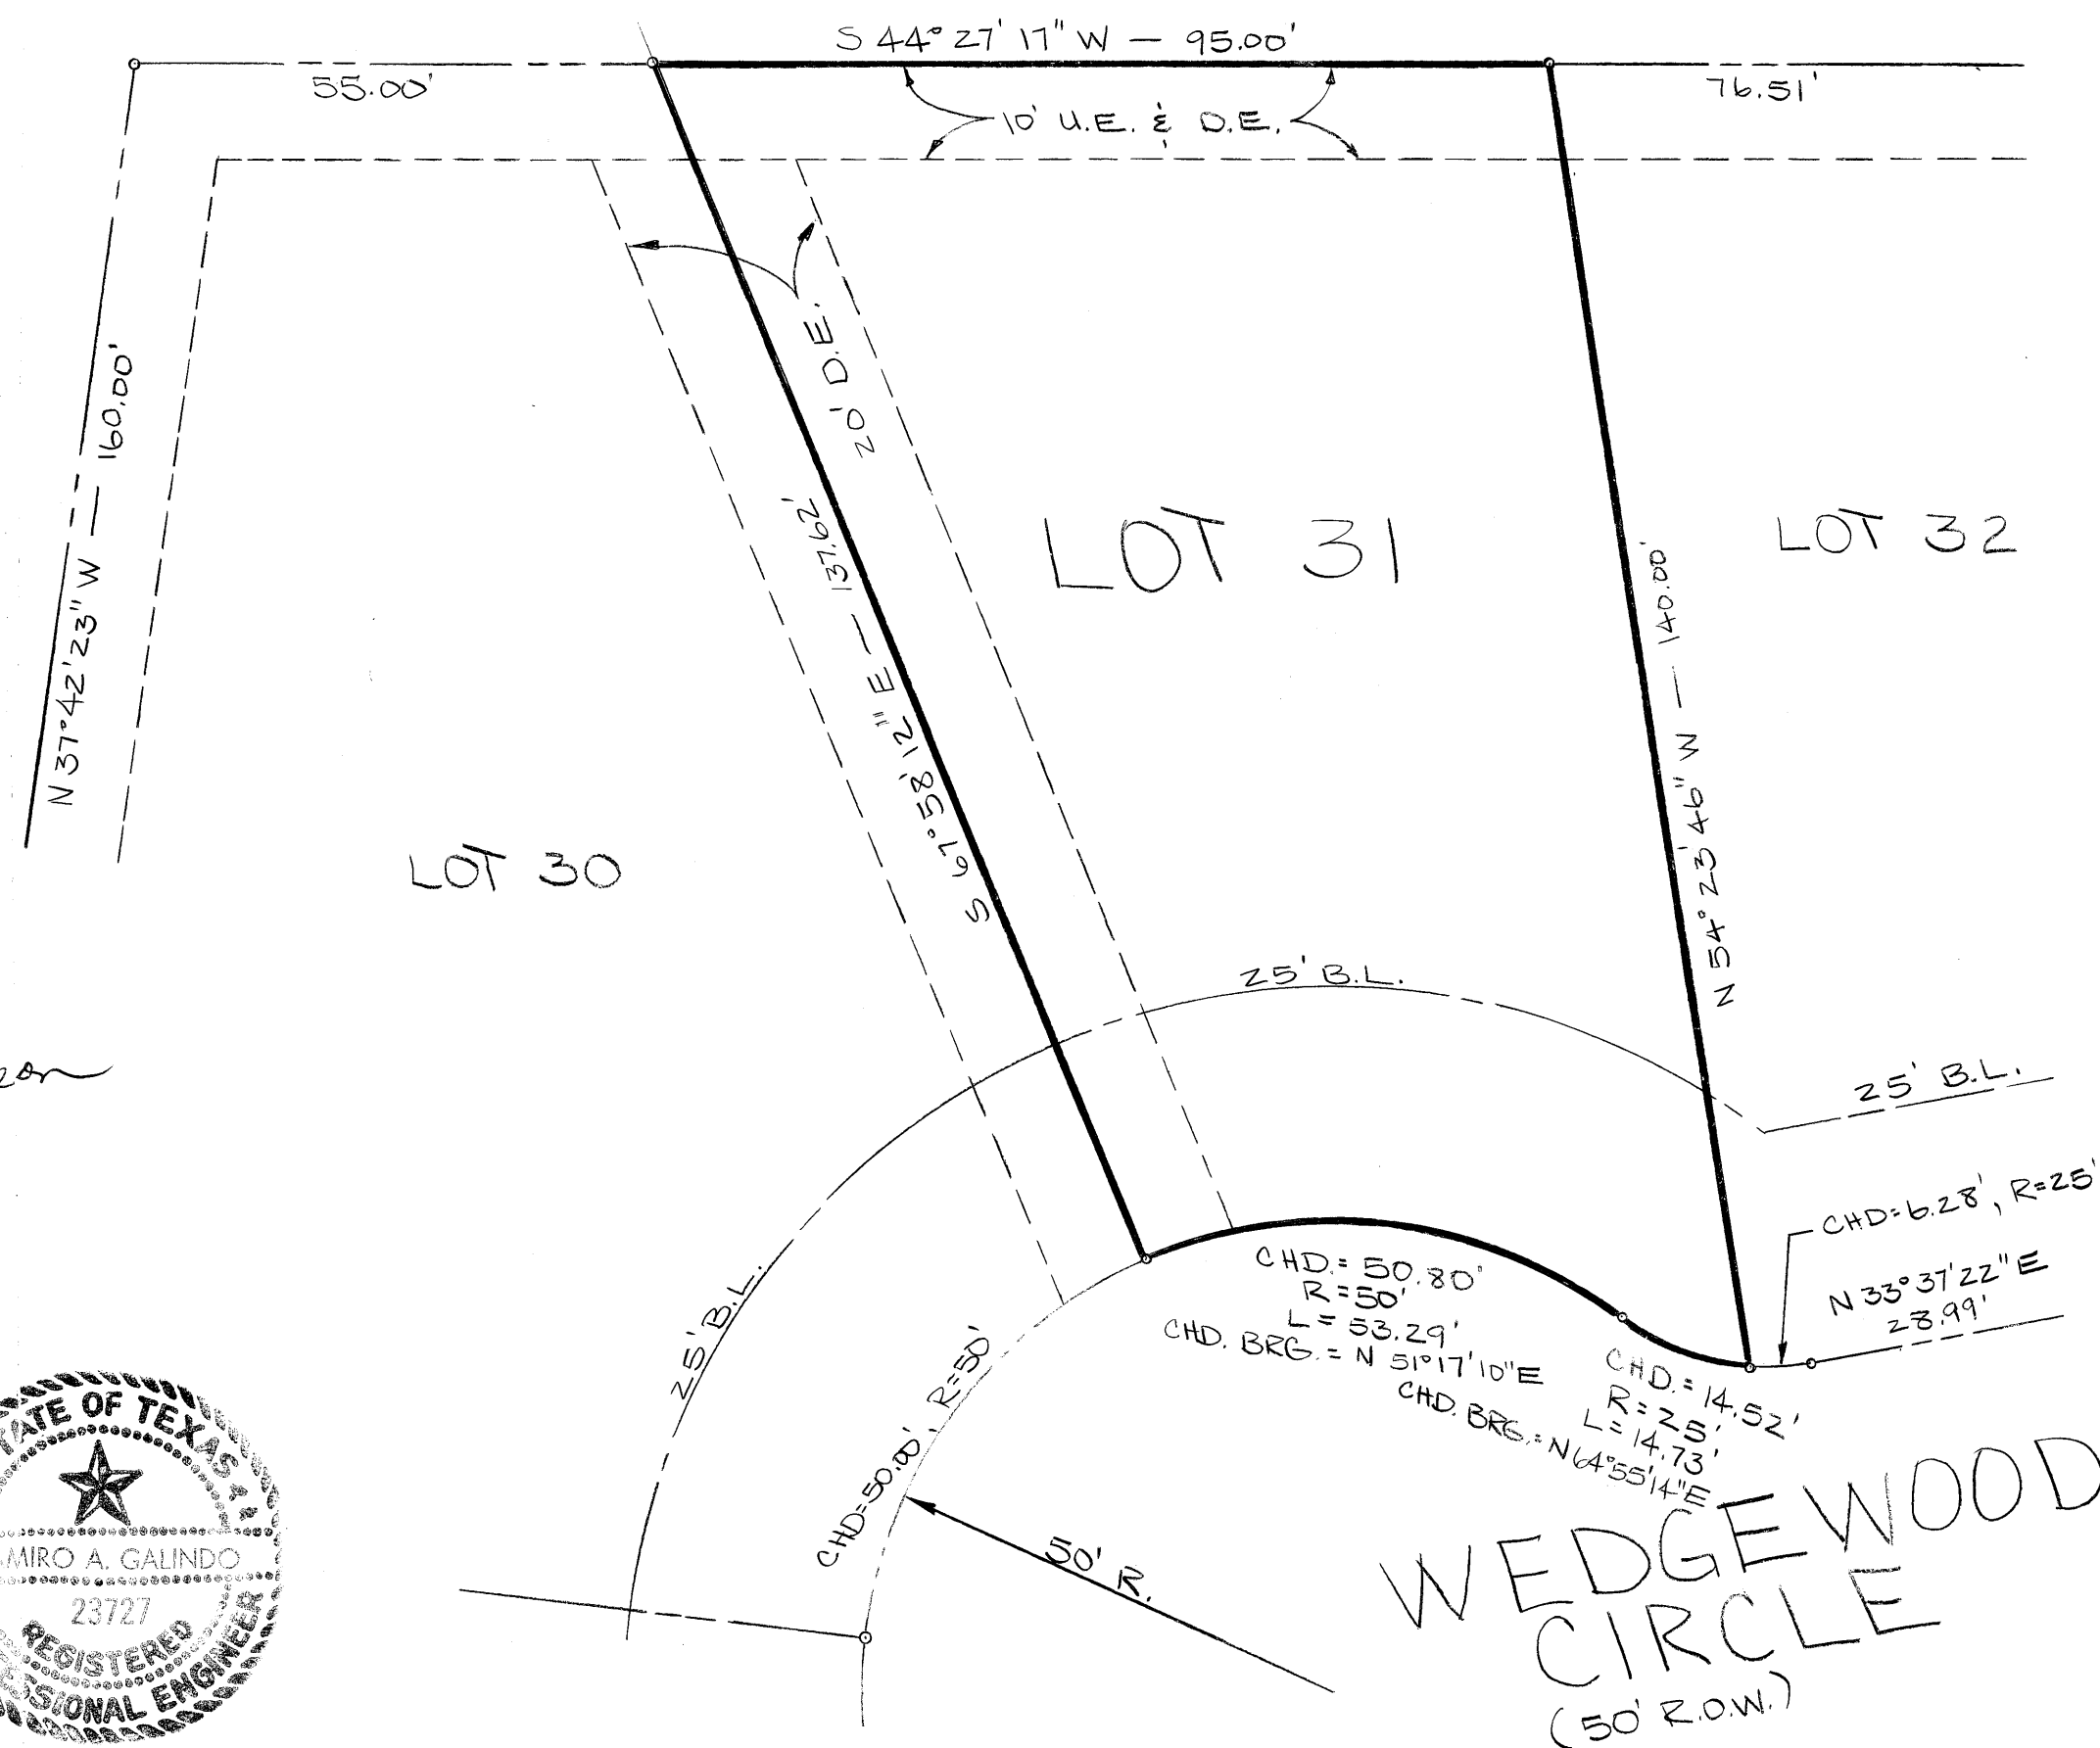 S 44° 27' 17" W — 95.00'
55.00'
76.51'
10' U.E. & D.E.
N 37° 42' 23" W — 160.00'
20' D.E.
S 67° 58' 12" E — 137.62'
LOT 31
LOT 32
N 54° 23' 46" W — 140.00'
LOT 30
25' B.L.
25' B.L.
CHD=6.28', R=25'
N 33° 37' 22" E
28.99'
CHD.= 50.80'
R=50'
L= 53.29'
CHD. BRG.= N 51° 17' 10" E
CHD.= 14.52'
R=25'
L=14.73'
CHD. BRG.= N 64° 55' 14" E
25' B.L.
CHD=50.00', R=50'
50' R.
WEDGEWOOD
CIRCLE
(50' R.O.W.)
ATE OF TEXAS
MIRO A. GALINDO
23727
REGISTERED
SSIONAL ENGINEER